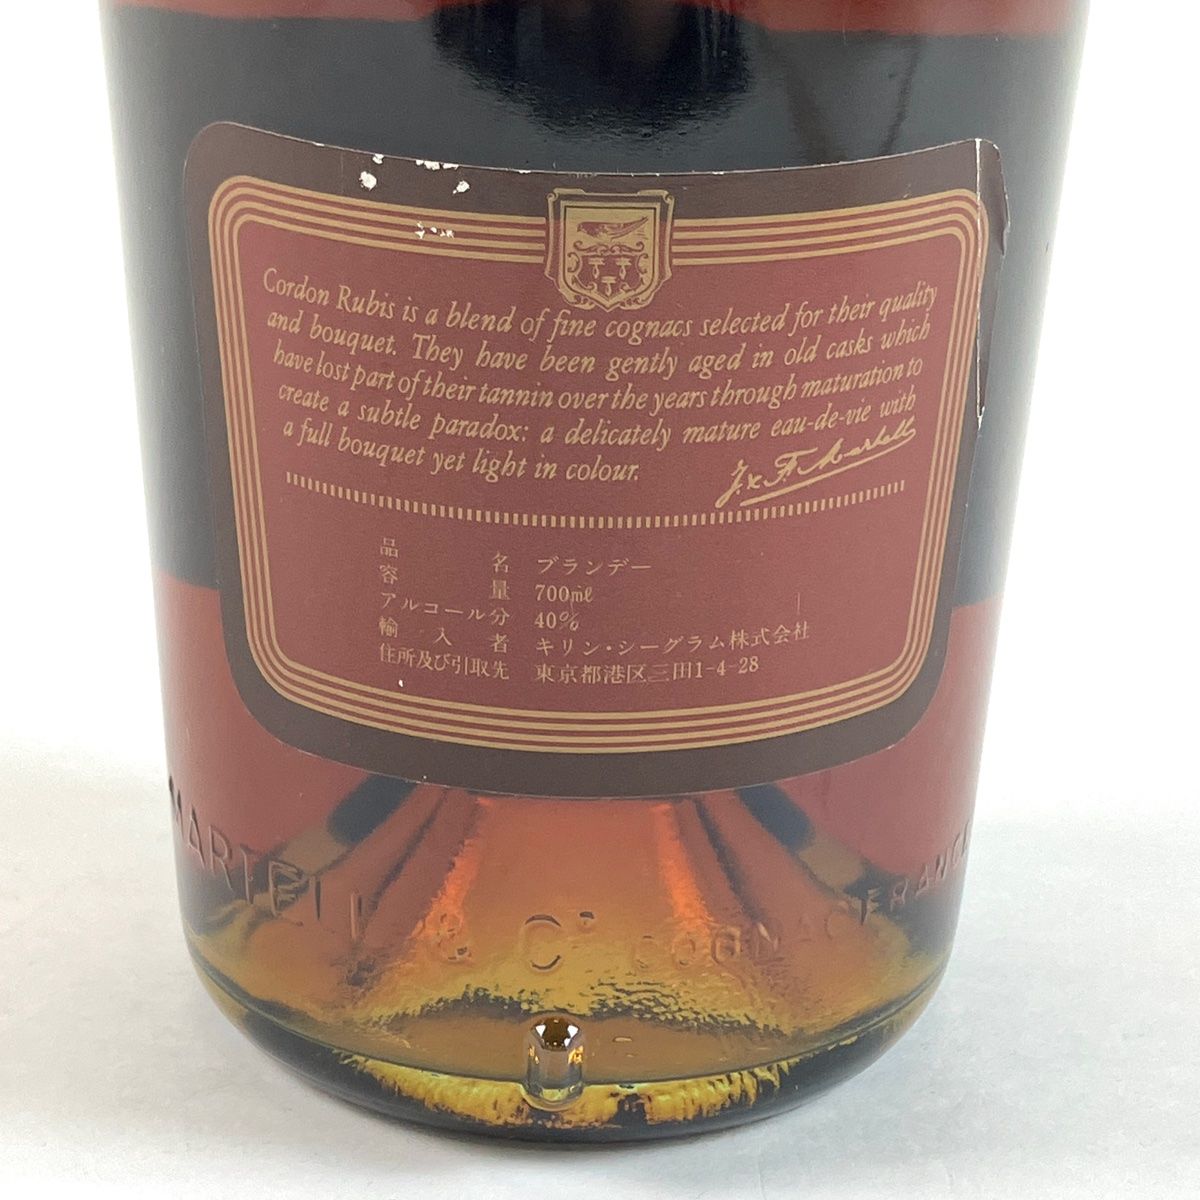 Cordon Rubis is a blend of fine cognacs selected for their quality
and bouquet. They have been gently aged in old casks which
have lost part of their tannin over the years through maturation to
create a subtle paradox: a delicately mature eau-de-vie with
a full bouquet yet light in colour.
J. & F. Martell
品名 ブランデー
容量 700mℓ
アルコール分 40%
輸入者 キリン・シーグラム株式会社
住所及び引取先 東京都港区三田1-4-28
MARTELL & Cº COGNAC FRANCE